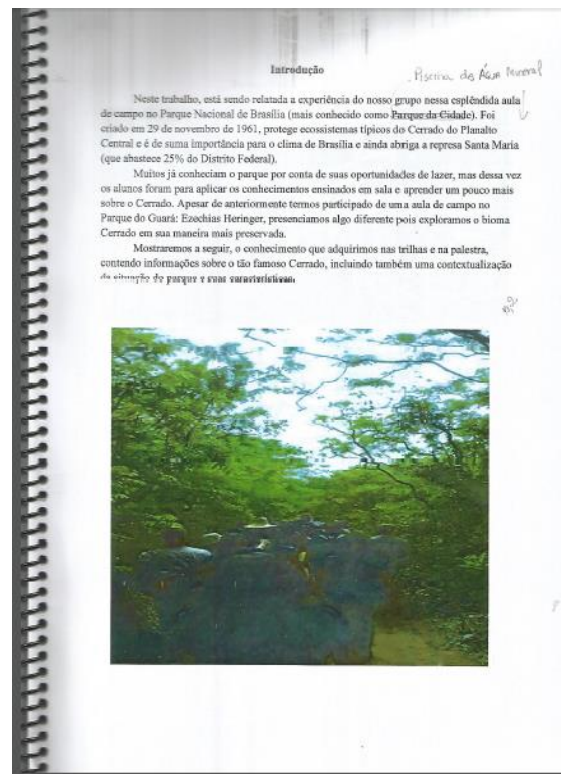 Introdução
Piscina de Água Mineral
Neste trabalho, está sendo relatada a experiência do nosso grupo nessa esplêndida aula
de campo no Parque Nacional de Brasília (mais conhecido como Parque da Cidade). Foi
criado em 29 de novembro de 1961, protege ecossistemas típicos do Cerrado do Planalto
Central e é de suma importância para o clima de Brasília e ainda abriga a represa Santa Maria
(que abastece 25% do Distrito Federal).
Muitos já conheciam o parque por conta de suas oportunidades de lazer, mas dessa vez
os alunos foram para aplicar os conhecimentos ensinados em sala e aprender um pouco mais
sobre o Cerrado. Apesar de anteriormente termos participado de uma aula de campo no
Parque do Guará: Ezechias Heringer, presenciamos algo diferente pois exploramos o bioma
Cerrado em sua maneira mais preservada.
Mostraremos a seguir, o conhecimento que adquirimos nas trilhas e na palestra,
contendo informações sobre o tão famoso Cerrado, incluindo também uma contextualização
da situação do parque e suas características.